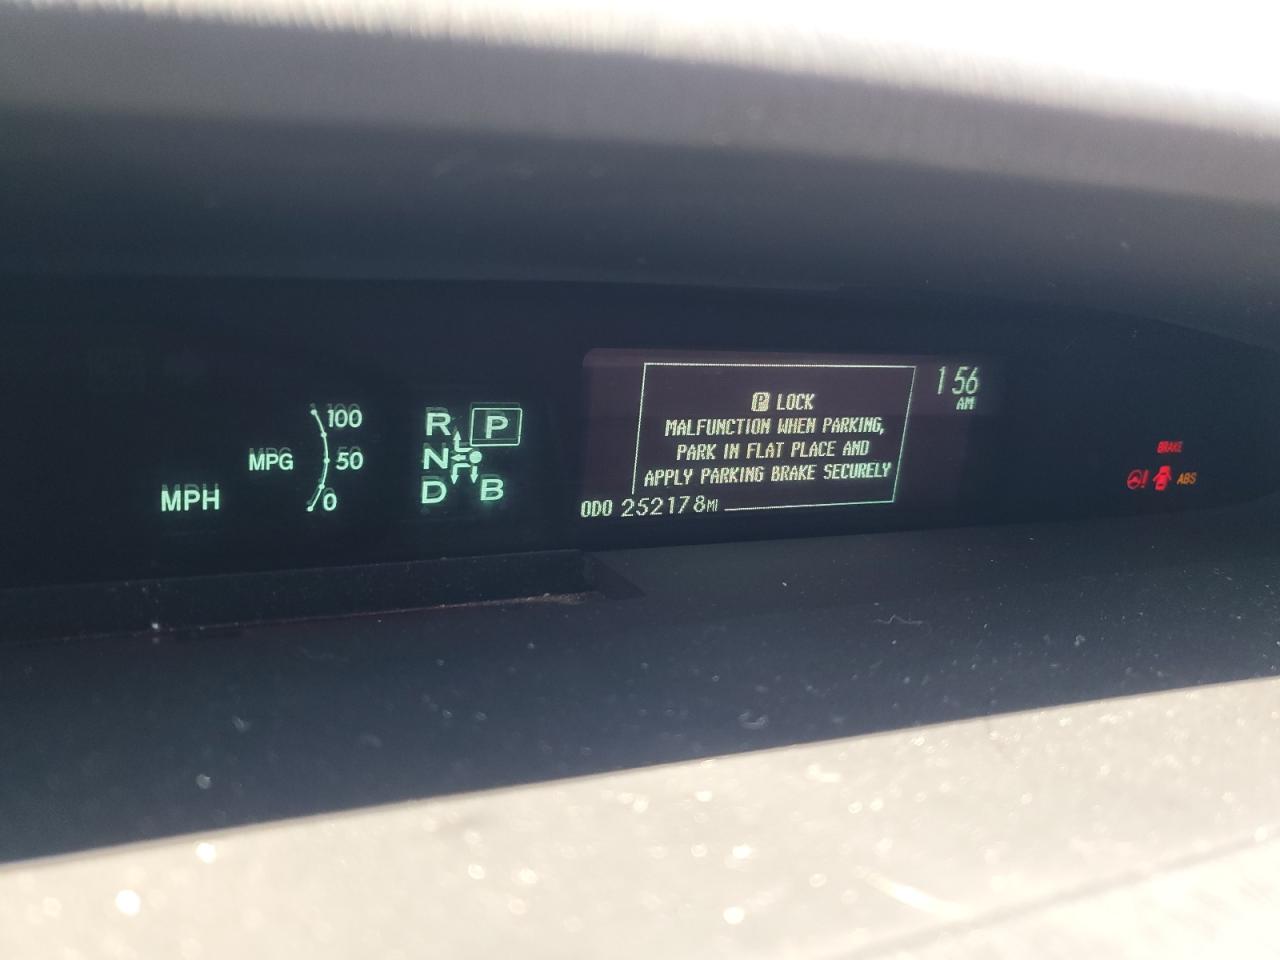 MPH
MPG
100
50
0
R P
N
D B
P LOCK
MALFUNCTION WHEN PARKING,
PARK IN FLAT PLACE AND
APPLY PARKING BRAKE SECURELY
ODO 252178MI
1 56
AM
BRAKE
! ABS